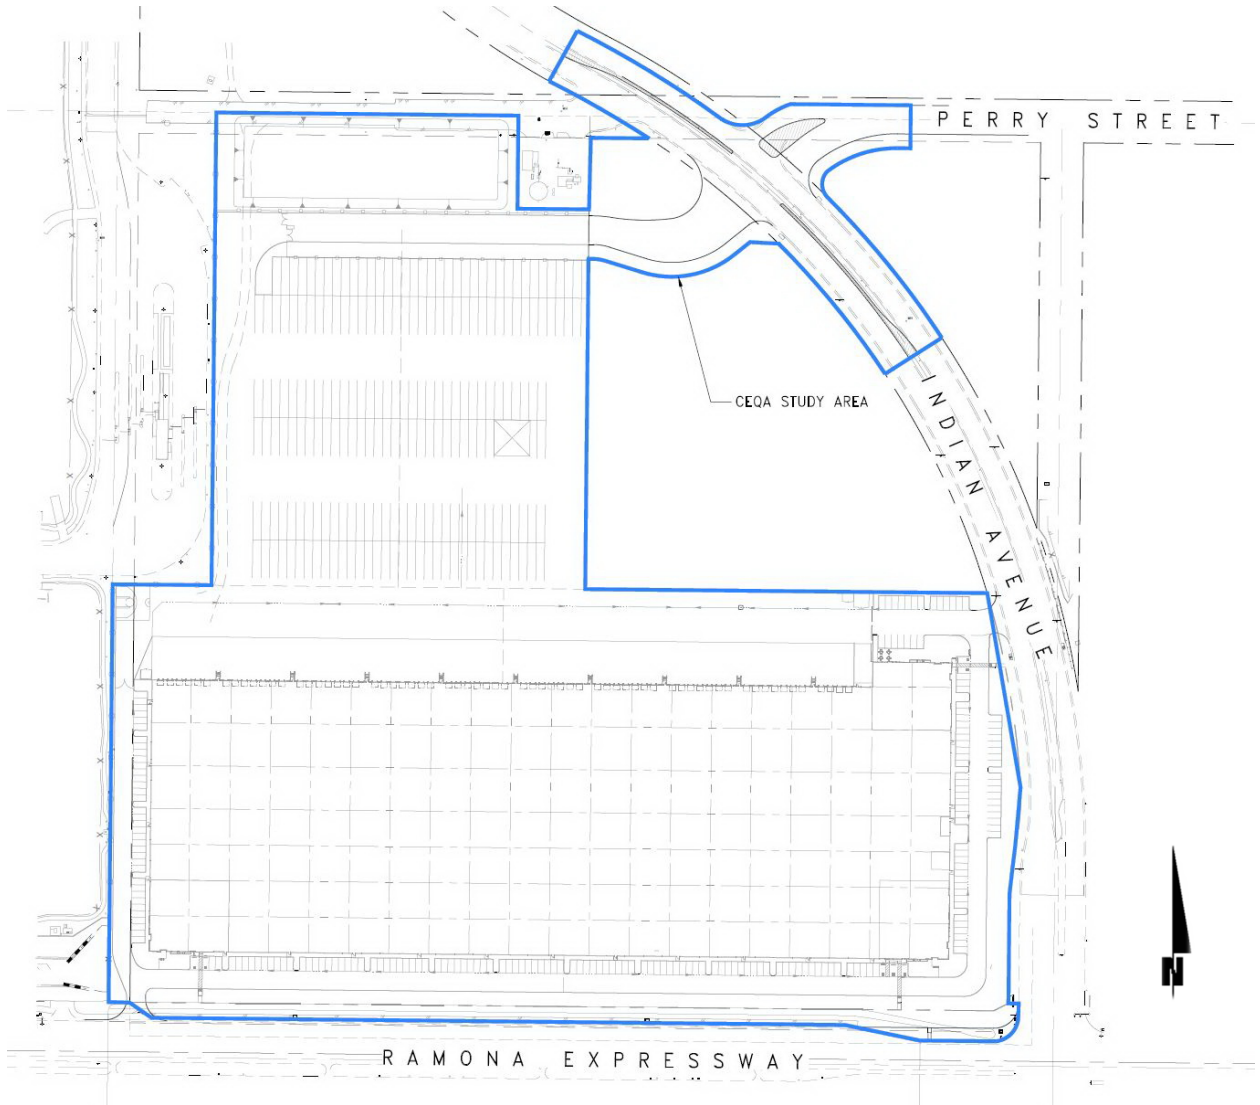 PERRY STREET
CEQA STUDY AREA
INDIAN AVENUE
N
RAMONA EXPRESSWAY